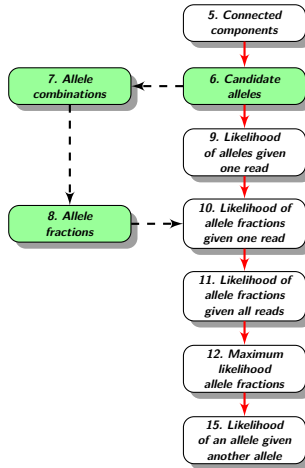 5. Connected
components
7. Allele
combinations
6. Candidate
alleles
9. Likelihood
of alleles given
one read
8. Allele
fractions
10. Likelihood of
allele fractions
given one read
11. Likelihood of
allele fractions
given all reads
12. Maximum
likelihood
allele fractions
15. Likelihood
of an allele given
another allele